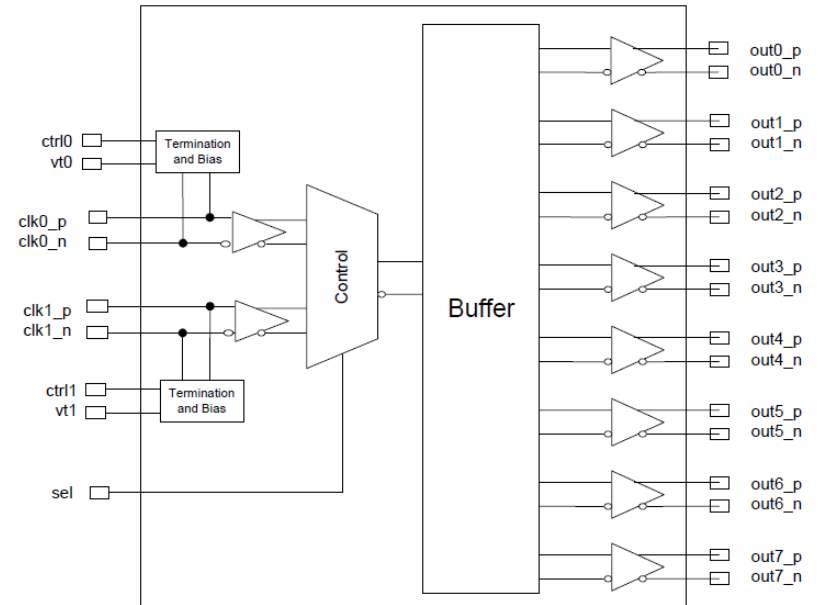 ctrl0
vt0
Termination
and Bias
clk0_p
clk0_n
clk1_p
clk1_n
ctrl1
vt1
Termination
and Bias
sel
Control
Buffer
out0_p
out0_n
out1_p
out1_n
out2_p
out2_n
out3_p
out3_n
out4_p
out4_n
out5_p
out5_n
out6_p
out6_n
out7_p
out7_n